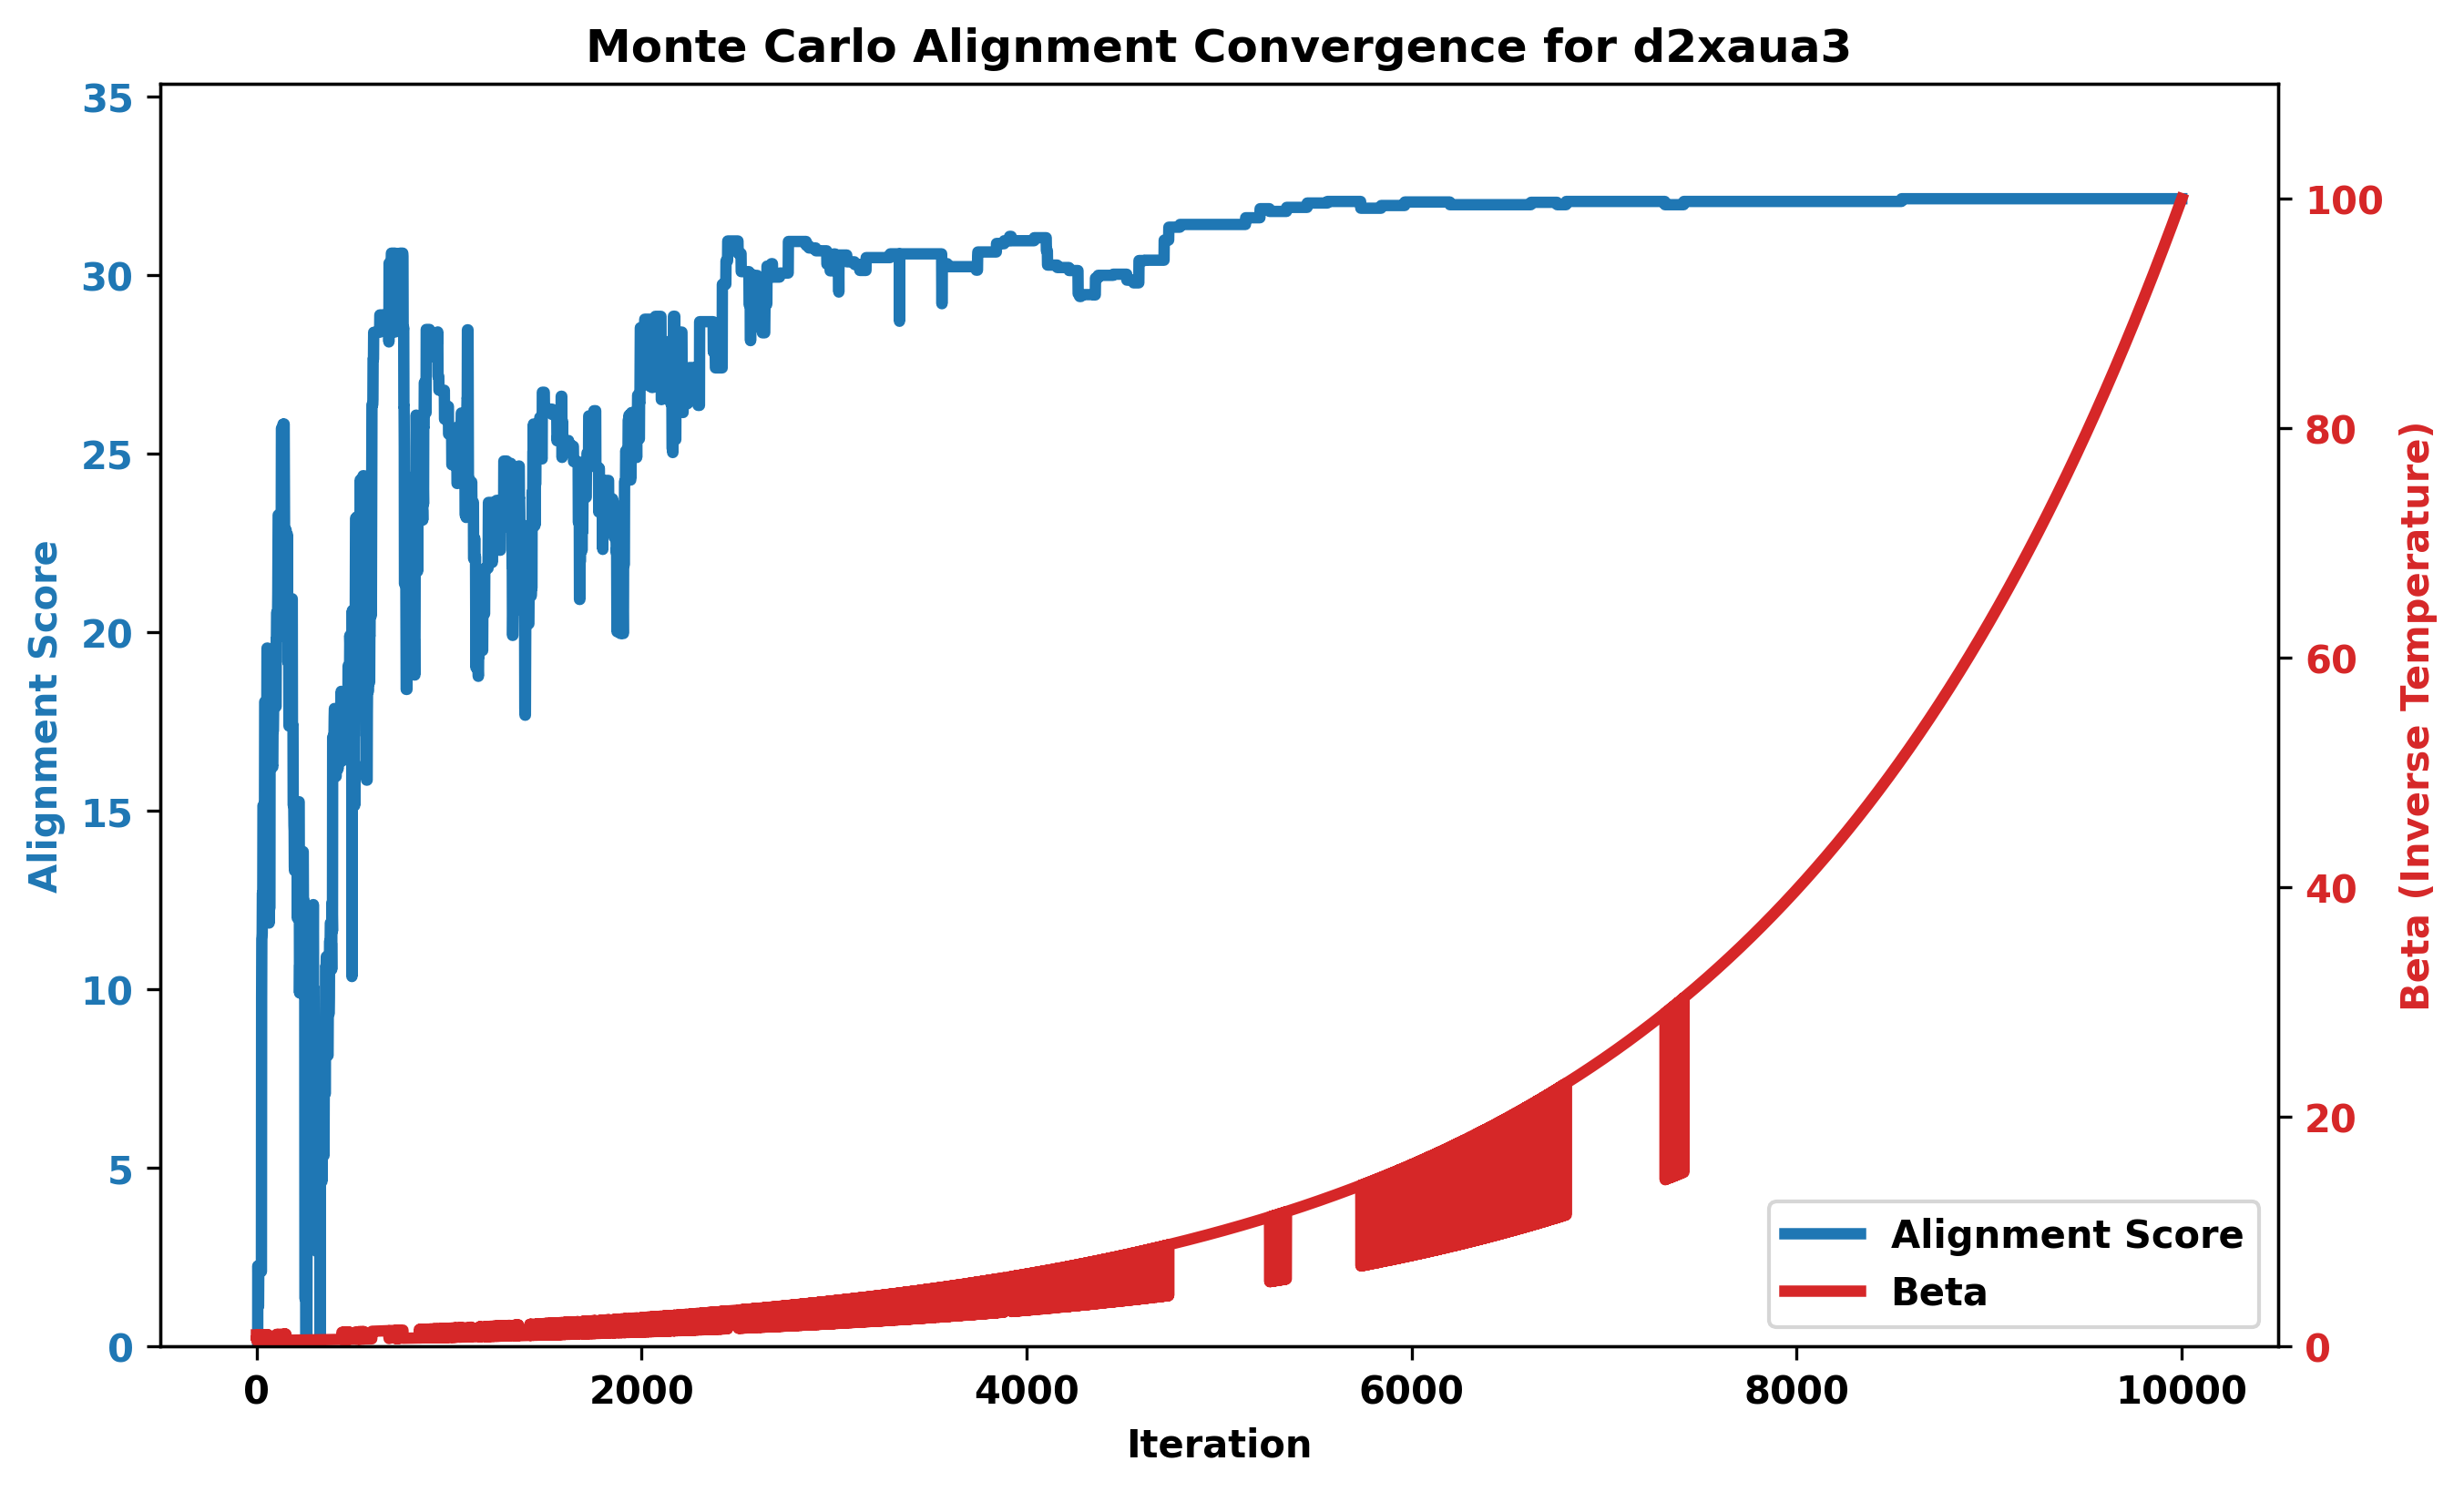 Monte Carlo Alignment Convergence for d2xaua3
Alignment Score
35
30
25
20
15
10
5
0
100
80
60
40
20
0
Beta (Inverse Temperature)
Alignment Score
Beta
0 2000 4000 6000 8000 10000
Iteration